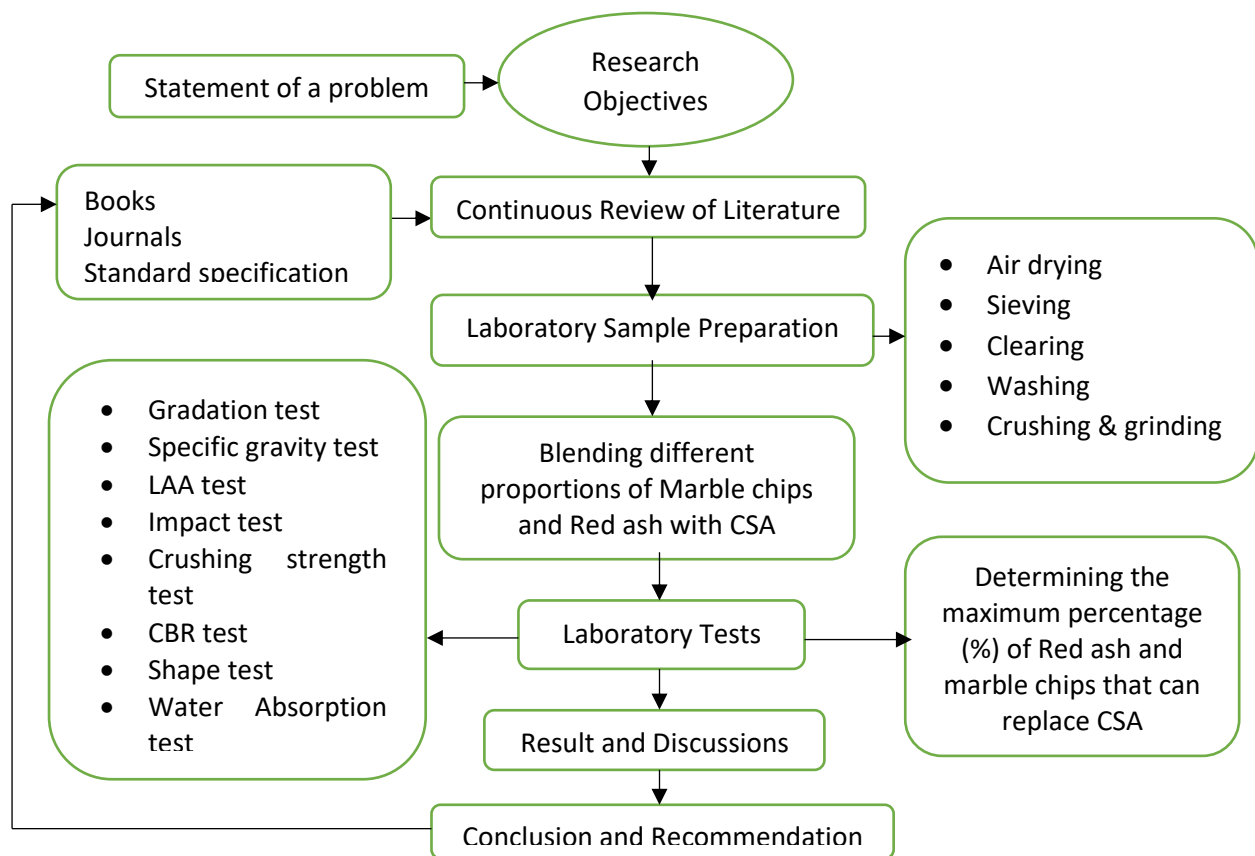 Statement of a problem
Research
Objectives
Books
Journals
Standard specification
Continuous Review of Literature
Laboratory Sample Preparation
• Air drying
• Sieving
• Clearing
• Washing
• Crushing & grinding
Blending different
proportions of Marble chips
and Red ash with CSA
• Gradation test
• Specific gravity test
• LAA test
• Impact test
• Crushing strength
test
• CBR test
• Shape test
• Water Absorption
test
Laboratory Tests
Determining the
maximum percentage
(%) of Red ash and
marble chips that can
replace CSA
Result and Discussions
Conclusion and Recommendation